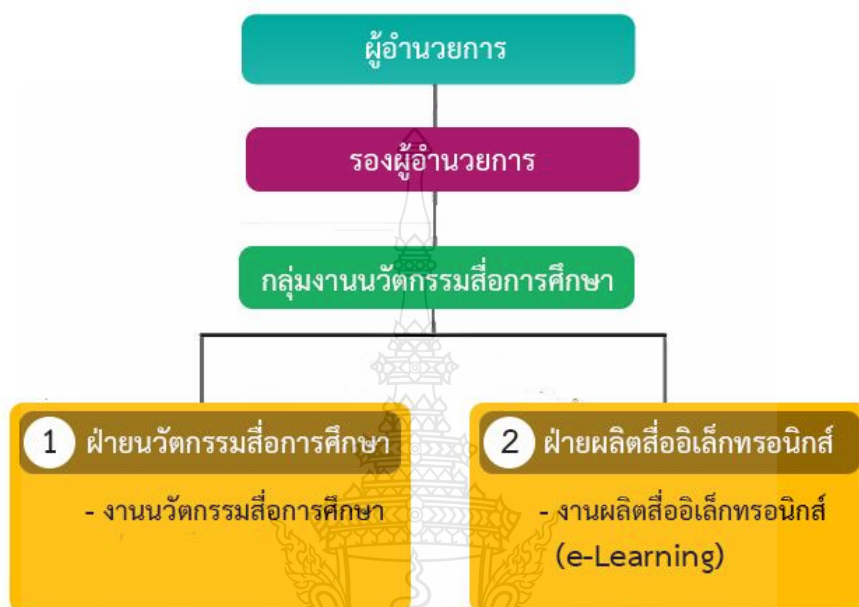 ผู้อำนวยการ
รองผู้อำนวยการ
กลุ่มงานนวัตกรรมสื่อการศึกษา
1 ฝ่ายนวัตกรรมสื่อการศึกษา
- งานนวัตกรรมสื่อการศึกษา
2 ฝ่ายผลิตสื่ออิเล็กทรอนิกส์
- งานผลิตสื่ออิเล็กทรอนิกส์
(e-Learning)